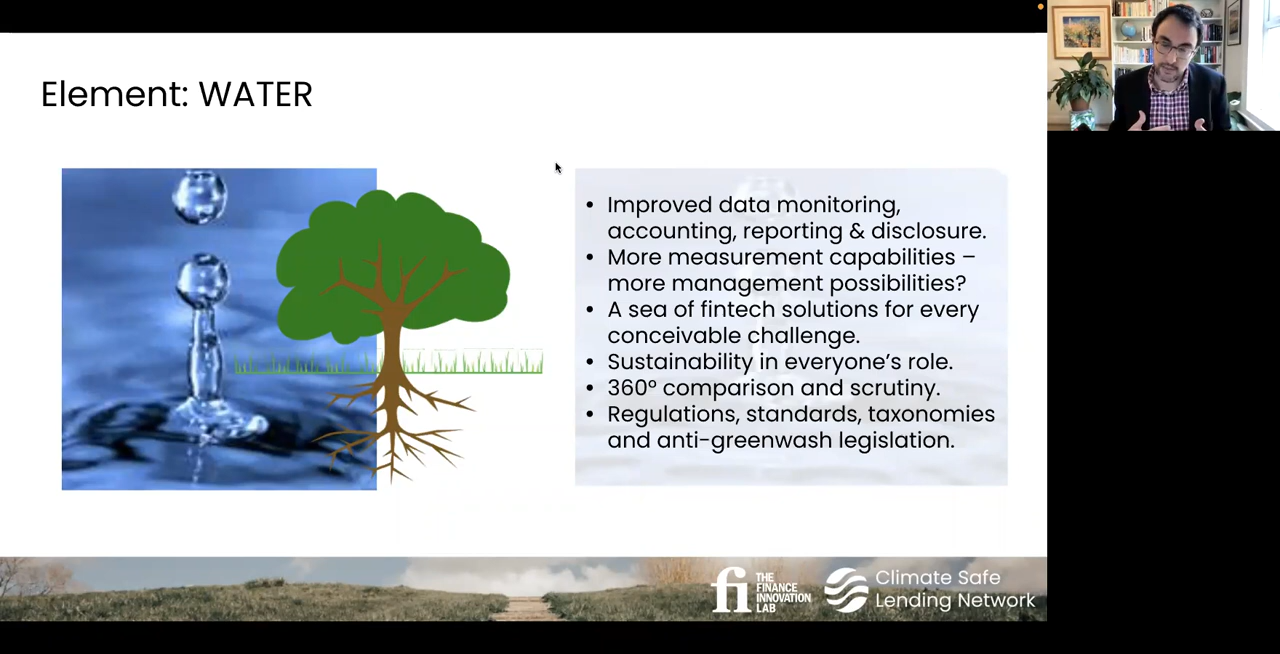 Element: WATER
• Improved data monitoring,
accounting, reporting & disclosure.
• More measurement capabilities –
more management possibilities?
• A sea of fintech solutions for every
conceivable challenge.
• Sustainability in everyone’s role.
• 360° comparison and scrutiny.
• Regulations, standards, taxonomies
and anti-greenwash legislation.
fi
THE
FINANCE
INNOVATION
LAB
Climate Safe
Lending Network